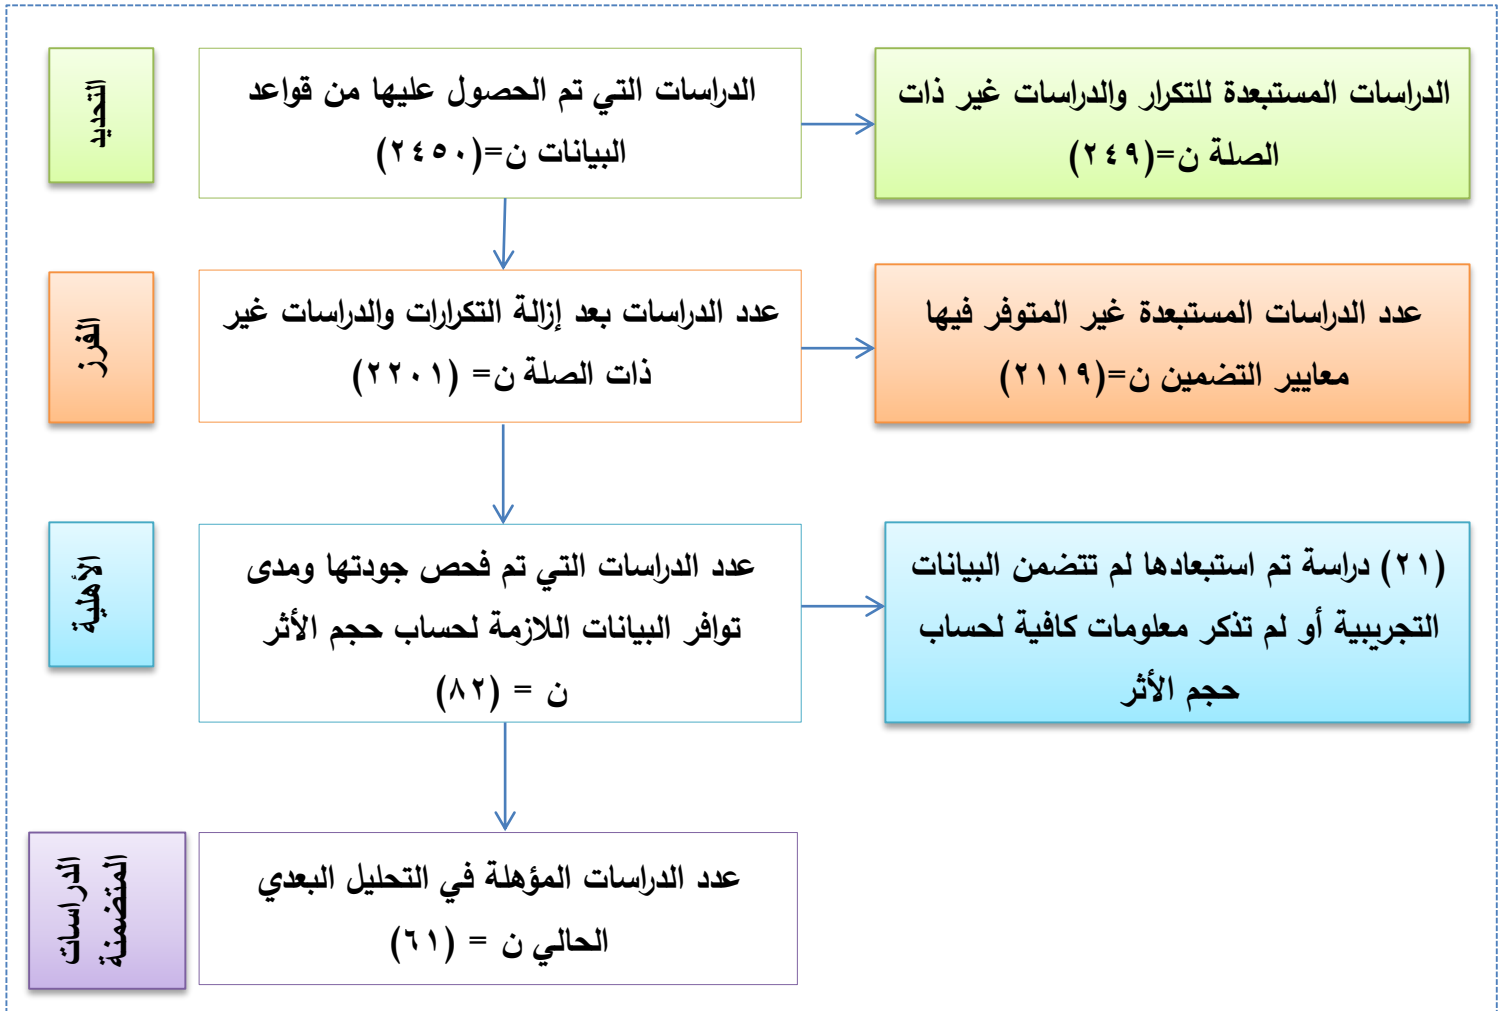 التحديد
الدراسات التي تم الحصول عليها من قواعد
البيانات ن=(٢٤٥٠)
الدراسات المستبعدة للتكرار والدراسات غير ذات
الصلة ن=(٢٤٩)
الفرز
عدد الدراسات بعد إزالة التكرارات والدراسات غير
ذات الصلة ن= (٢٢٠١)
عدد الدراسات المستبعدة غير المتوفر فيها
معايير التضمين ن=(٢١١٩)
الأهلية
عدد الدراسات التي تم فحص جودتها ومدى
توافر البيانات اللازمة لحساب حجم الأثر
ن = (٨٢)
(٢١) دراسة تم استبعادها لم تتضمن البيانات
التجريبية أو لم تذكر معلومات كافية لحساب
حجم الأثر
الدراسات
المتضمنة
عدد الدراسات المؤهلة في التحليل البعدي
الحالي ن = (٦١)